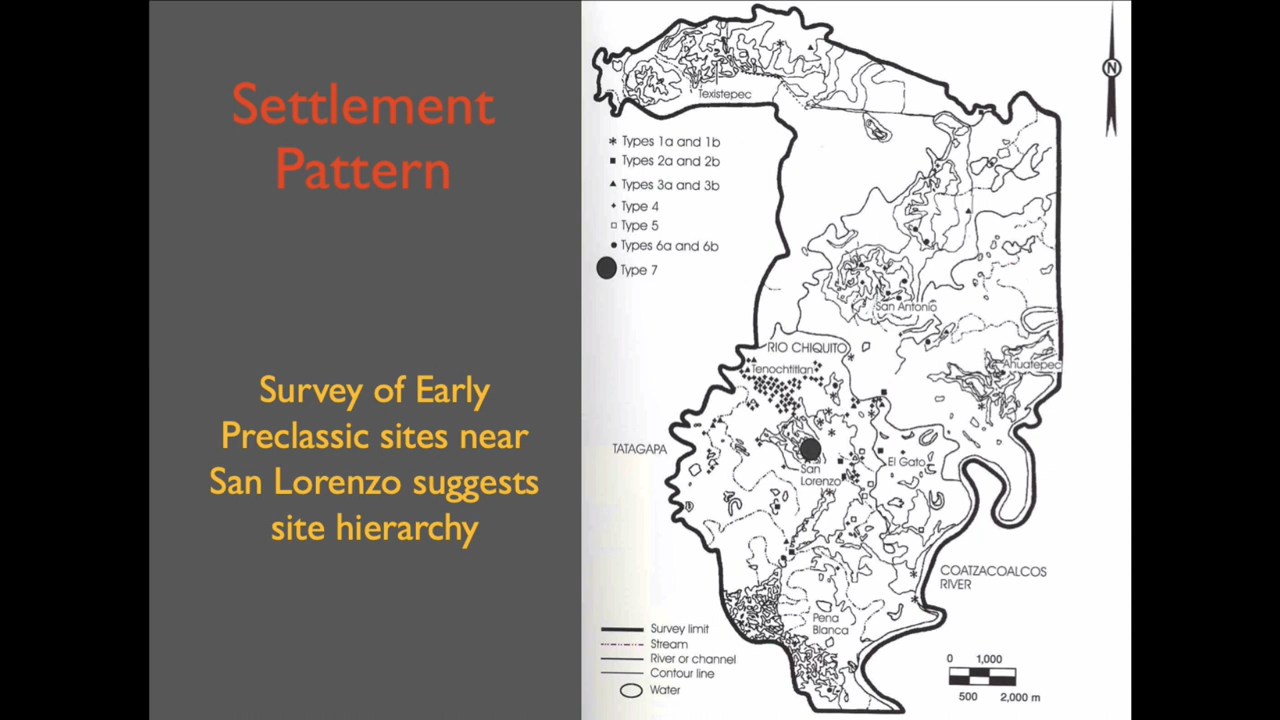 Settlement
Pattern
Survey of Early
Preclassic sites near
San Lorenzo suggests
site hierarchy
N
Texistepec
Types 1a and 1b
Types 2a and 2b
Types 3a and 3b
Type 4
Type 5
Types 6a and 6b
Type 7
San Antonio
RIO CHIQUITO
Tenochtitlan
Ahuatepec
TATAGAPA
San
Lorenzo
El Gato
COATZACOALCOS
RIVER
Pena
Blanca
Survey limit
Stream
River or channel
Contour line
Water
0 1,000
500 2,000 m